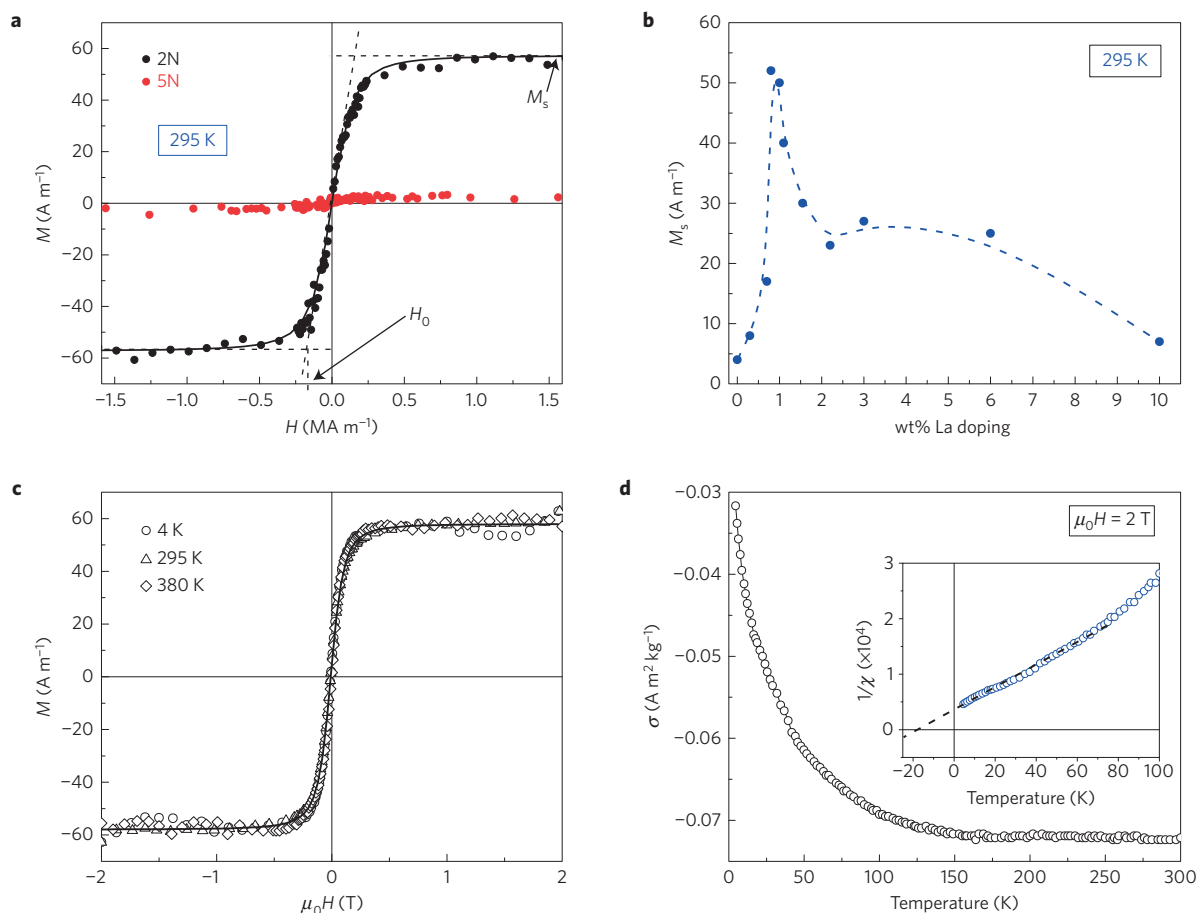 a
60
40
20
0
−20
−40
−60
M (A m⁻¹)
2N
5N
295 K
Mₛ
H₀
−1.5 −1.0 −0.5 0.0 0.5 1.0 1.5
H (MA m⁻¹)
b
60
50
40
30
20
10
0
Mₛ (A m⁻¹)
295 K
0 1 2 3 4 5 6 7 8 9 10
wt% La doping
c
60
40
20
0
−20
−40
−60
M (A m⁻¹)
4 K
295 K
380 K
−2 −1 0 1 2
μ₀H (T)
d
−0.03
−0.04
−0.05
−0.06
−0.07
σ (A m² kg⁻¹)
μ₀H = 2 T
3
2
1
0
1/χ (×10⁴)
−20 0 20 40 60 80 100
Temperature (K)
0 50 100 150 200 250 300
Temperature (K)